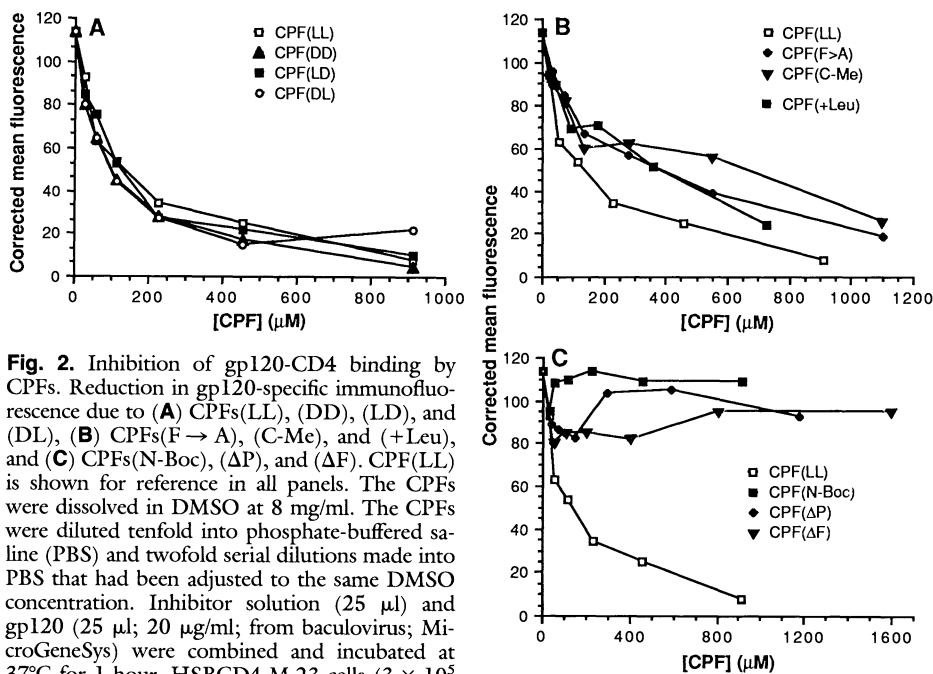 A
CPF(LL)
CPF(DD)
CPF(LD)
CPF(DL)
Corrected mean fluorescence
120
100
80
60
40
20
0
0 200 400 600 800 1000
[CPF] (μM)
B
CPF(LL)
CPF(F>A)
CPF(C-Me)
CPF(+Leu)
Corrected mean fluorescence
120
100
80
60
40
20
0
0 200 400 600 800 1000 1200
[CPF] (μM)
C
CPF(LL)
CPF(N-Boc)
CPF(ΔP)
CPF(ΔF)
120
100
80
60
40
20
0
0 400 800 1200 1600
[CPF] (μM)
Fig. 2. Inhibition of gp120-CD4 binding by
CPFs. Reduction in gp120-specific immunofluo-
rescence due to (A) CPFs(LL), (DD), (LD), and
(DL), (B) CPFs(F → A), (C-Me), and (+Leu),
and (C) CPFs(N-Boc), (ΔP), and (ΔF). CPF(LL)
is shown for reference in all panels. The CPFs
were dissolved in DMSO at 8 mg/ml. The CPFs
were diluted tenfold into phosphate-buffered sa-
line (PBS) and twofold serial dilutions made into
PBS that had been adjusted to the same DMSO
concentration. Inhibitor solution (25 μl) and
gp120 (25 μl; 20 μg/ml; from baculovirus; Mi-
croGeneSys) were combined and incubated at
37°C for 1 hour. HSBCD4 M 23 cells (3 × 10⁵